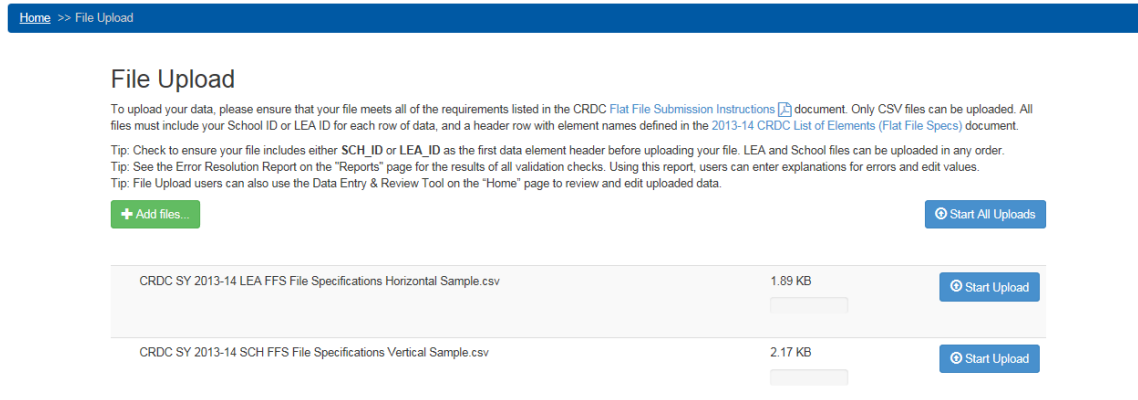 Home >> File Upload
File Upload
To upload your data, please ensure that your file meets all of the requirements listed in the CRDC Flat File Submission Instructions document. Only CSV files can be uploaded. All
files must include your School ID or LEA ID for each row of data, and a header row with element names defined in the 2013-14 CRDC List of Elements (Flat File Specs) document.
Tip: Check to ensure your file includes either SCH_ID or LEA_ID as the first data element header before uploading your file. LEA and School files can be uploaded in any order.
Tip: See the Error Resolution Report on the "Reports" page for the results of all validation checks. Using this report, users can enter explanations for errors and edit values.
Tip: File Upload users can also use the Data Entry & Review Tool on the “Home” page to review and edit uploaded data.
Add files... Start All Uploads
CRDC SY 2013-14 LEA FFS File Specifications Horizontal Sample.csv 1.89 KB Start Upload
CRDC SY 2013-14 SCH FFS File Specifications Vertical Sample.csv 2.17 KB Start Upload